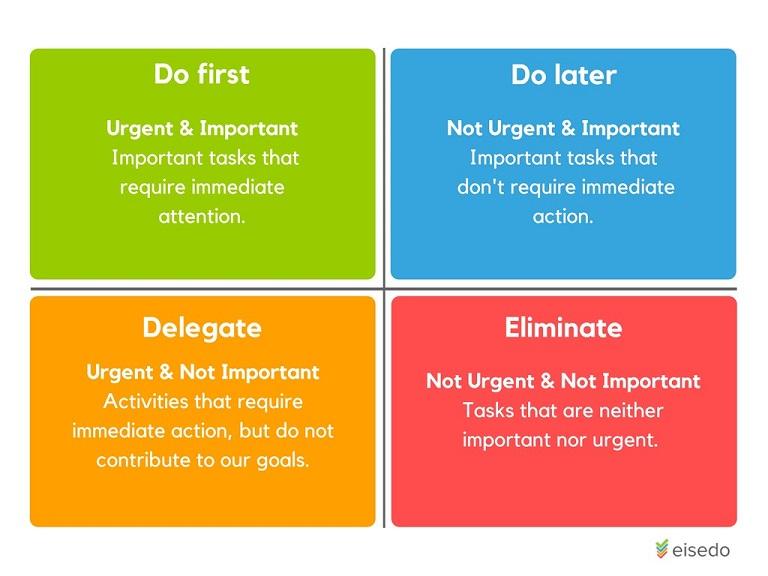 Do first
Urgent & Important
Important tasks that
require immediate
attention.
Do later
Not Urgent & Important
Important tasks that
don't require immediate
action.
Delegate
Urgent & Not Important
Activities that require
immediate action, but do not
contribute to our goals.
Eliminate
Not Urgent & Not Important
Tasks that are neither
important nor urgent.
eisedo